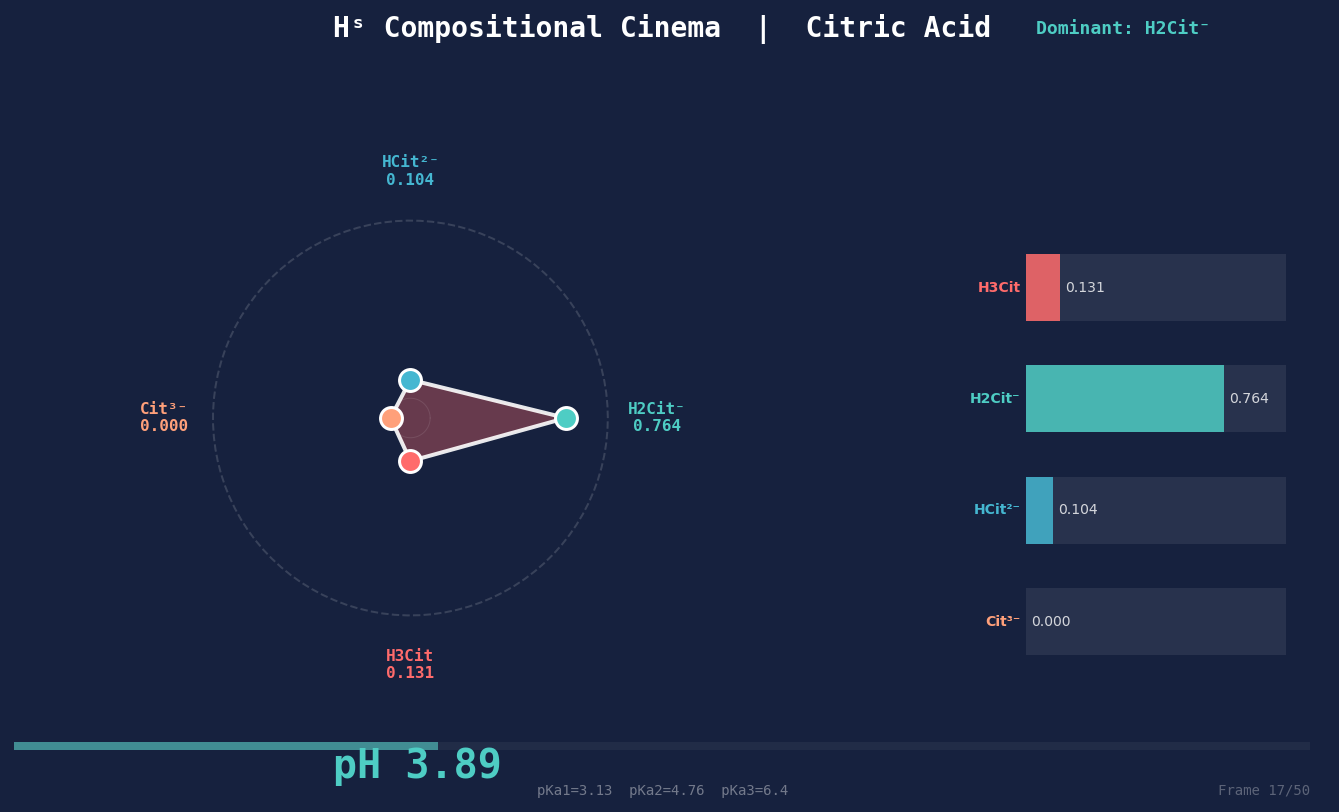 Hˢ Compositional Cinema | Citric Acid
Dominant: H2Cit⁻
HCit²⁻
0.104
Cit³⁻
0.000
H2Cit⁻
0.764
H3Cit
0.131
H3Cit 0.131
H2Cit⁻ 0.764
HCit²⁻ 0.104
Cit³⁻ 0.000
pH 3.89
pKa1=3.13 pKa2=4.76 pKa3=6.4
Frame 17/50